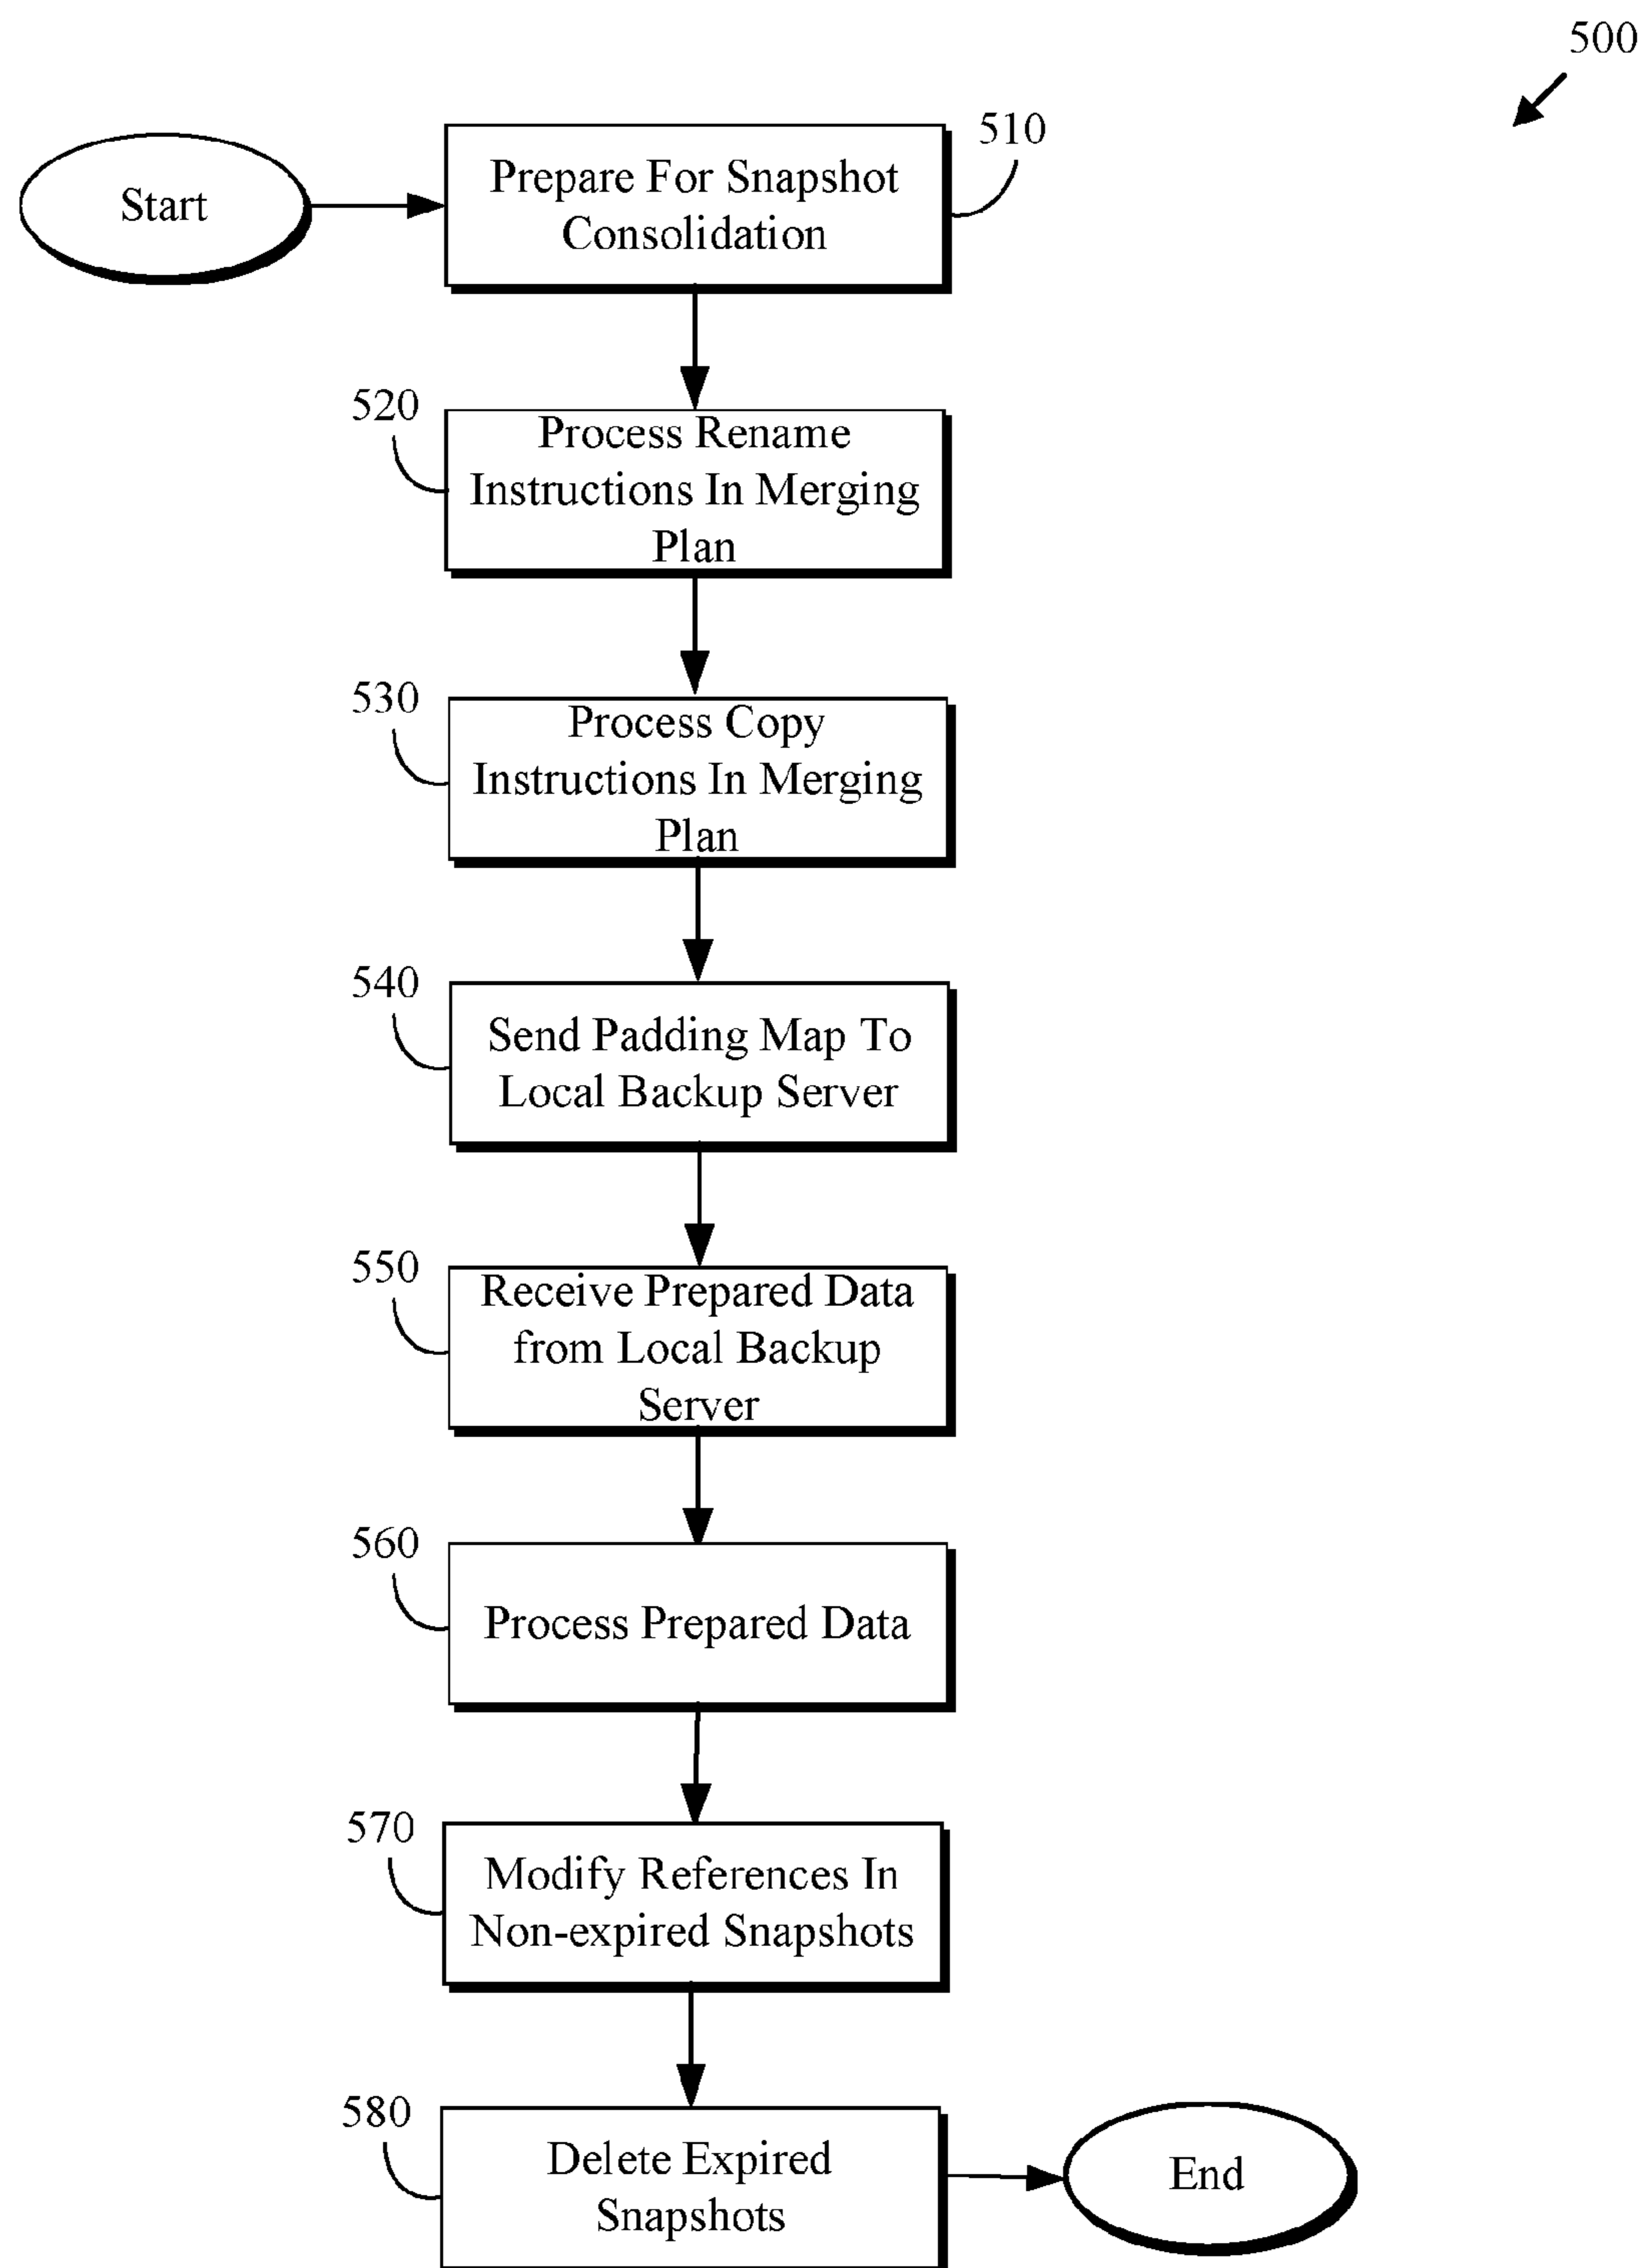 500
Start
Prepare For Snapshot
Consolidation
510
520
Process Rename
Instructions In Merging
Plan
530
Process Copy
Instructions In Merging
Plan
540
Send Padding Map To
Local Backup Server
550
Receive Prepared Data
from Local Backup
Server
560
Process Prepared Data
570
Modify References In
Non-expired Snapshots
580
Delete Expired
Snapshots
End